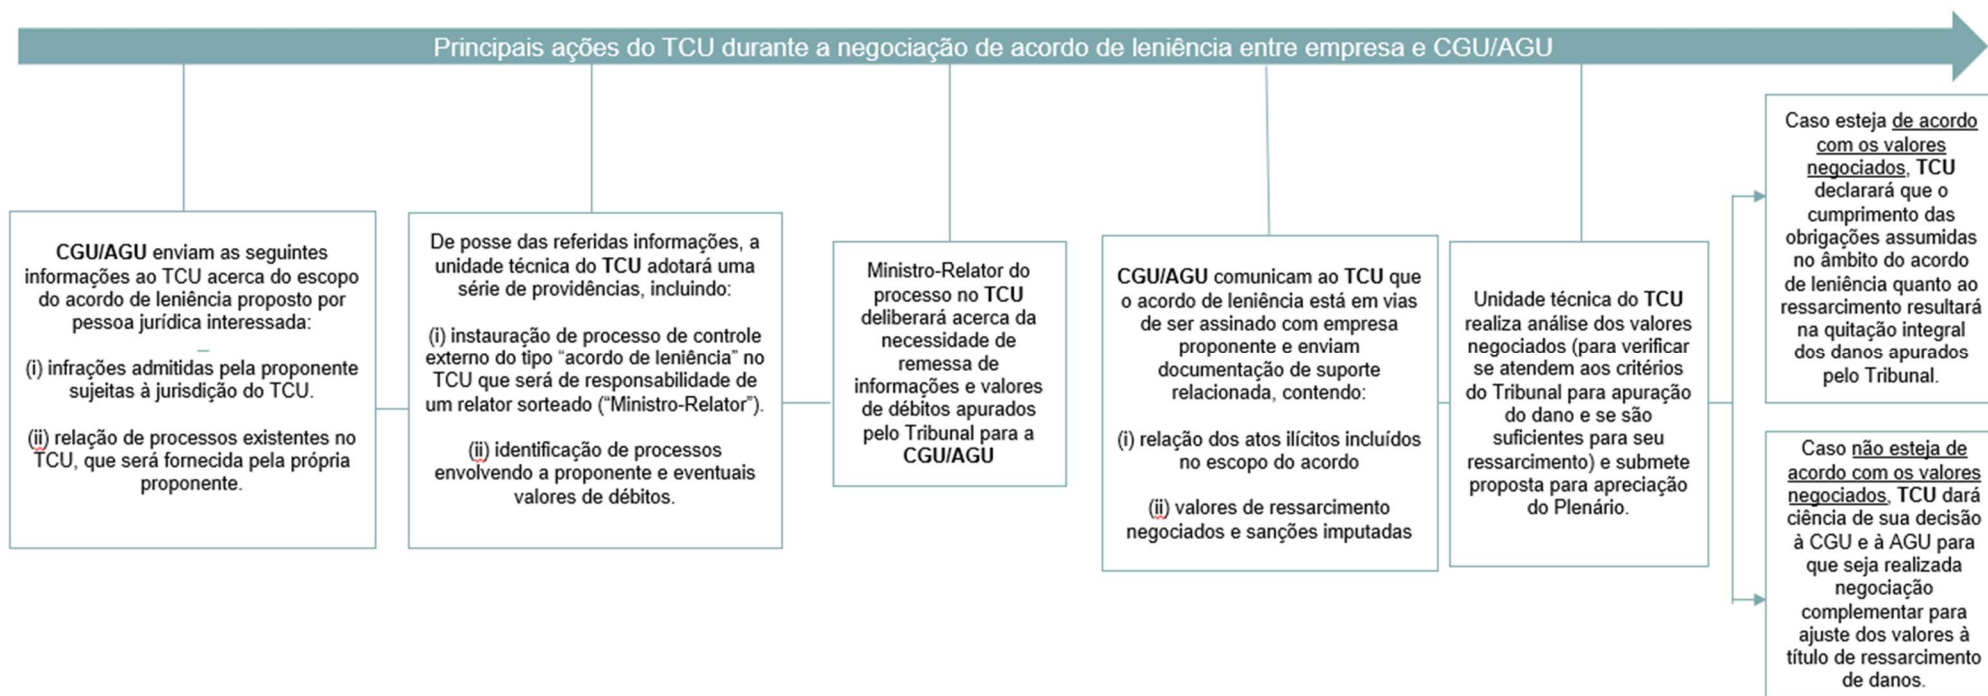 Principais ações do TCU durante a negociação de acordo de leniência entre empresa e CGU/AGU
CGU/AGU enviam as seguintes
informações ao TCU acerca do escopo
do acordo de leniência proposto por
pessoa jurídica interessada:
(i) infrações admitidas pela proponente
sujeitas à jurisdição do TCU.
(ii) relação de processos existentes no
TCU, que será fornecida pela própria
proponente.
De posse das referidas informações, a
unidade técnica do TCU adotará uma
série de providências, incluindo:
(i) instauração de processo de controle
externo do tipo “acordo de leniência” no
TCU que será de responsabilidade de
um relator sorteado (“Ministro-Relator”).
(ii) identificação de processos
envolvendo a proponente e eventuais
valores de débitos.
Ministro-Relator do
processo no TCU
deliberará acerca da
necessidade de
remessa de
informações e valores
de débitos apurados
pelo Tribunal para a
CGU/AGU
CGU/AGU comunicam ao TCU que
o acordo de leniência está em vias
de ser assinado com empresa
proponente e enviam
documentação de suporte
relacionada, contendo:
(i) relação dos atos ilícitos incluídos
no escopo do acordo
(ii) valores de ressarcimento
negociados e sanções imputadas
Unidade técnica do TCU
realiza análise dos valores
negociados (para verificar
se atendem aos critérios
do Tribunal para apuração
do dano e se são
suficientes para seu
ressarcimento) e submete
proposta para apreciação
do Plenário.
Caso esteja de acordo
com os valores
negociados, TCU
declarará que o
cumprimento das
obrigações assumidas
no âmbito do acordo
de leniência quanto ao
ressarcimento resultará
na quitação integral
dos danos apurados
pelo Tribunal.
Caso não esteja de
acordo com os valores
negociados, TCU dará
ciência de sua decisão
à CGU e à AGU para
que seja realizada
negociação
complementar para
ajuste dos valores à
título de ressarcimento
de danos.